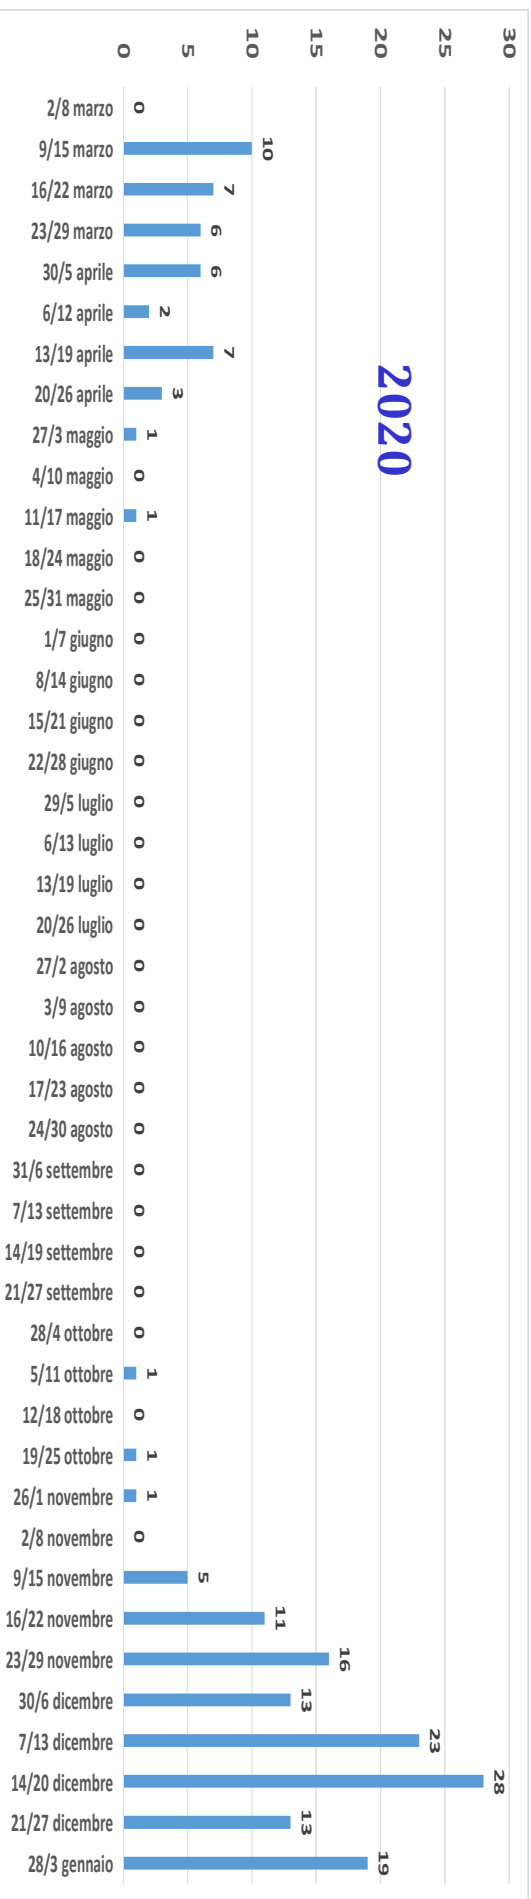 2020
30
25
20
15
10
5
0
2/8 marzo 0
9/15 marzo 10
16/22 marzo 7
23/29 marzo 6
30/5 aprile 6
6/12 aprile 2
13/19 aprile 7
20/26 aprile 3
27/3 maggio 1
4/10 maggio 0
11/17 maggio 1
18/24 maggio 0
25/31 maggio 0
1/7 giugno 0
8/14 giugno 0
15/21 giugno 0
22/28 giugno 0
29/5 luglio 0
6/13 luglio 0
13/19 luglio 0
20/26 luglio 0
27/2 agosto 0
3/9 agosto 0
10/16 agosto 0
17/23 agosto 0
24/30 agosto 0
31/6 settembre 0
7/13 settembre 0
14/19 settembre 0
21/27 settembre 0
28/4 ottobre 0
5/11 ottobre 1
12/18 ottobre 0
19/25 ottobre 1
26/1 novembre 1
2/8 novembre 0
9/15 novembre 5
16/22 novembre 11
23/29 novembre 16
30/6 dicembre 13
7/13 dicembre 23
14/20 dicembre 28
21/27 dicembre 13
28/3 gennaio 19